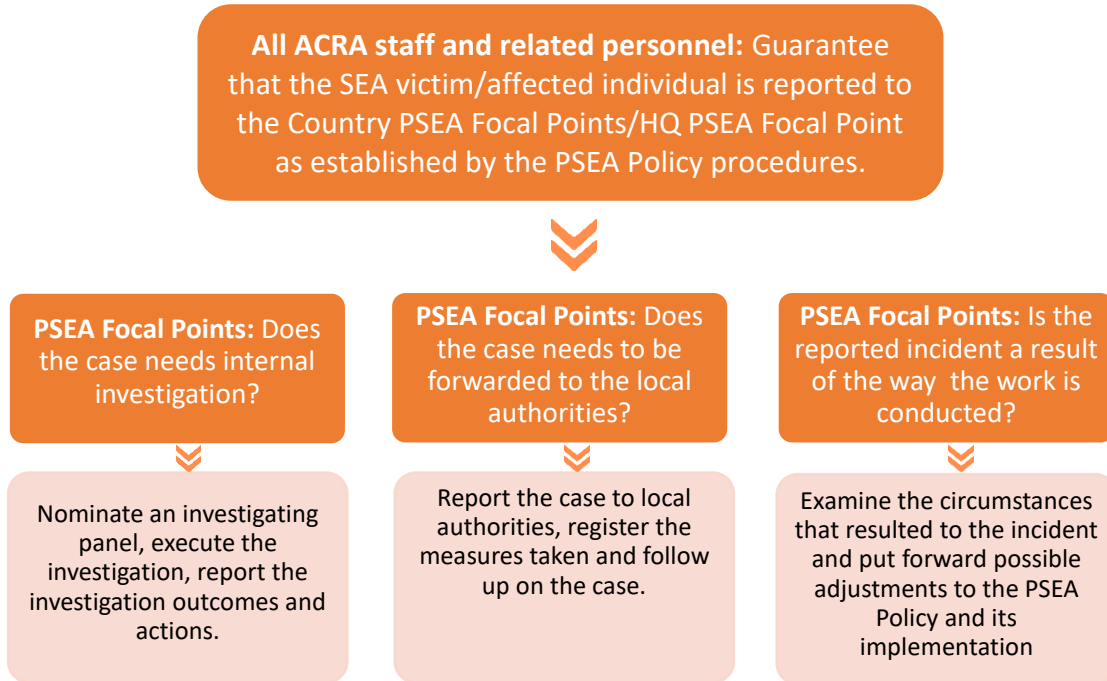 All ACRA staff and related personnel: Guarantee
that the SEA victim/affected individual is reported to
the Country PSEA Focal Points/HQ PSEA Focal Point
as established by the PSEA Policy procedures.
PSEA Focal Points: Does
the case needs internal
investigation?
PSEA Focal Points: Does
the case needs to be
forwarded to the local
authorities?
PSEA Focal Points: Is the
reported incident a result
of the way the work is
conducted?
Nominate an investigating
panel, execute the
investigation, report the
investigation outcomes and
actions.
Report the case to local
authorities, register the
measures taken and follow
up on the case.
Examine the circumstances
that resulted to the incident
and put forward possible
adjustments to the PSEA
Policy and its
implementation